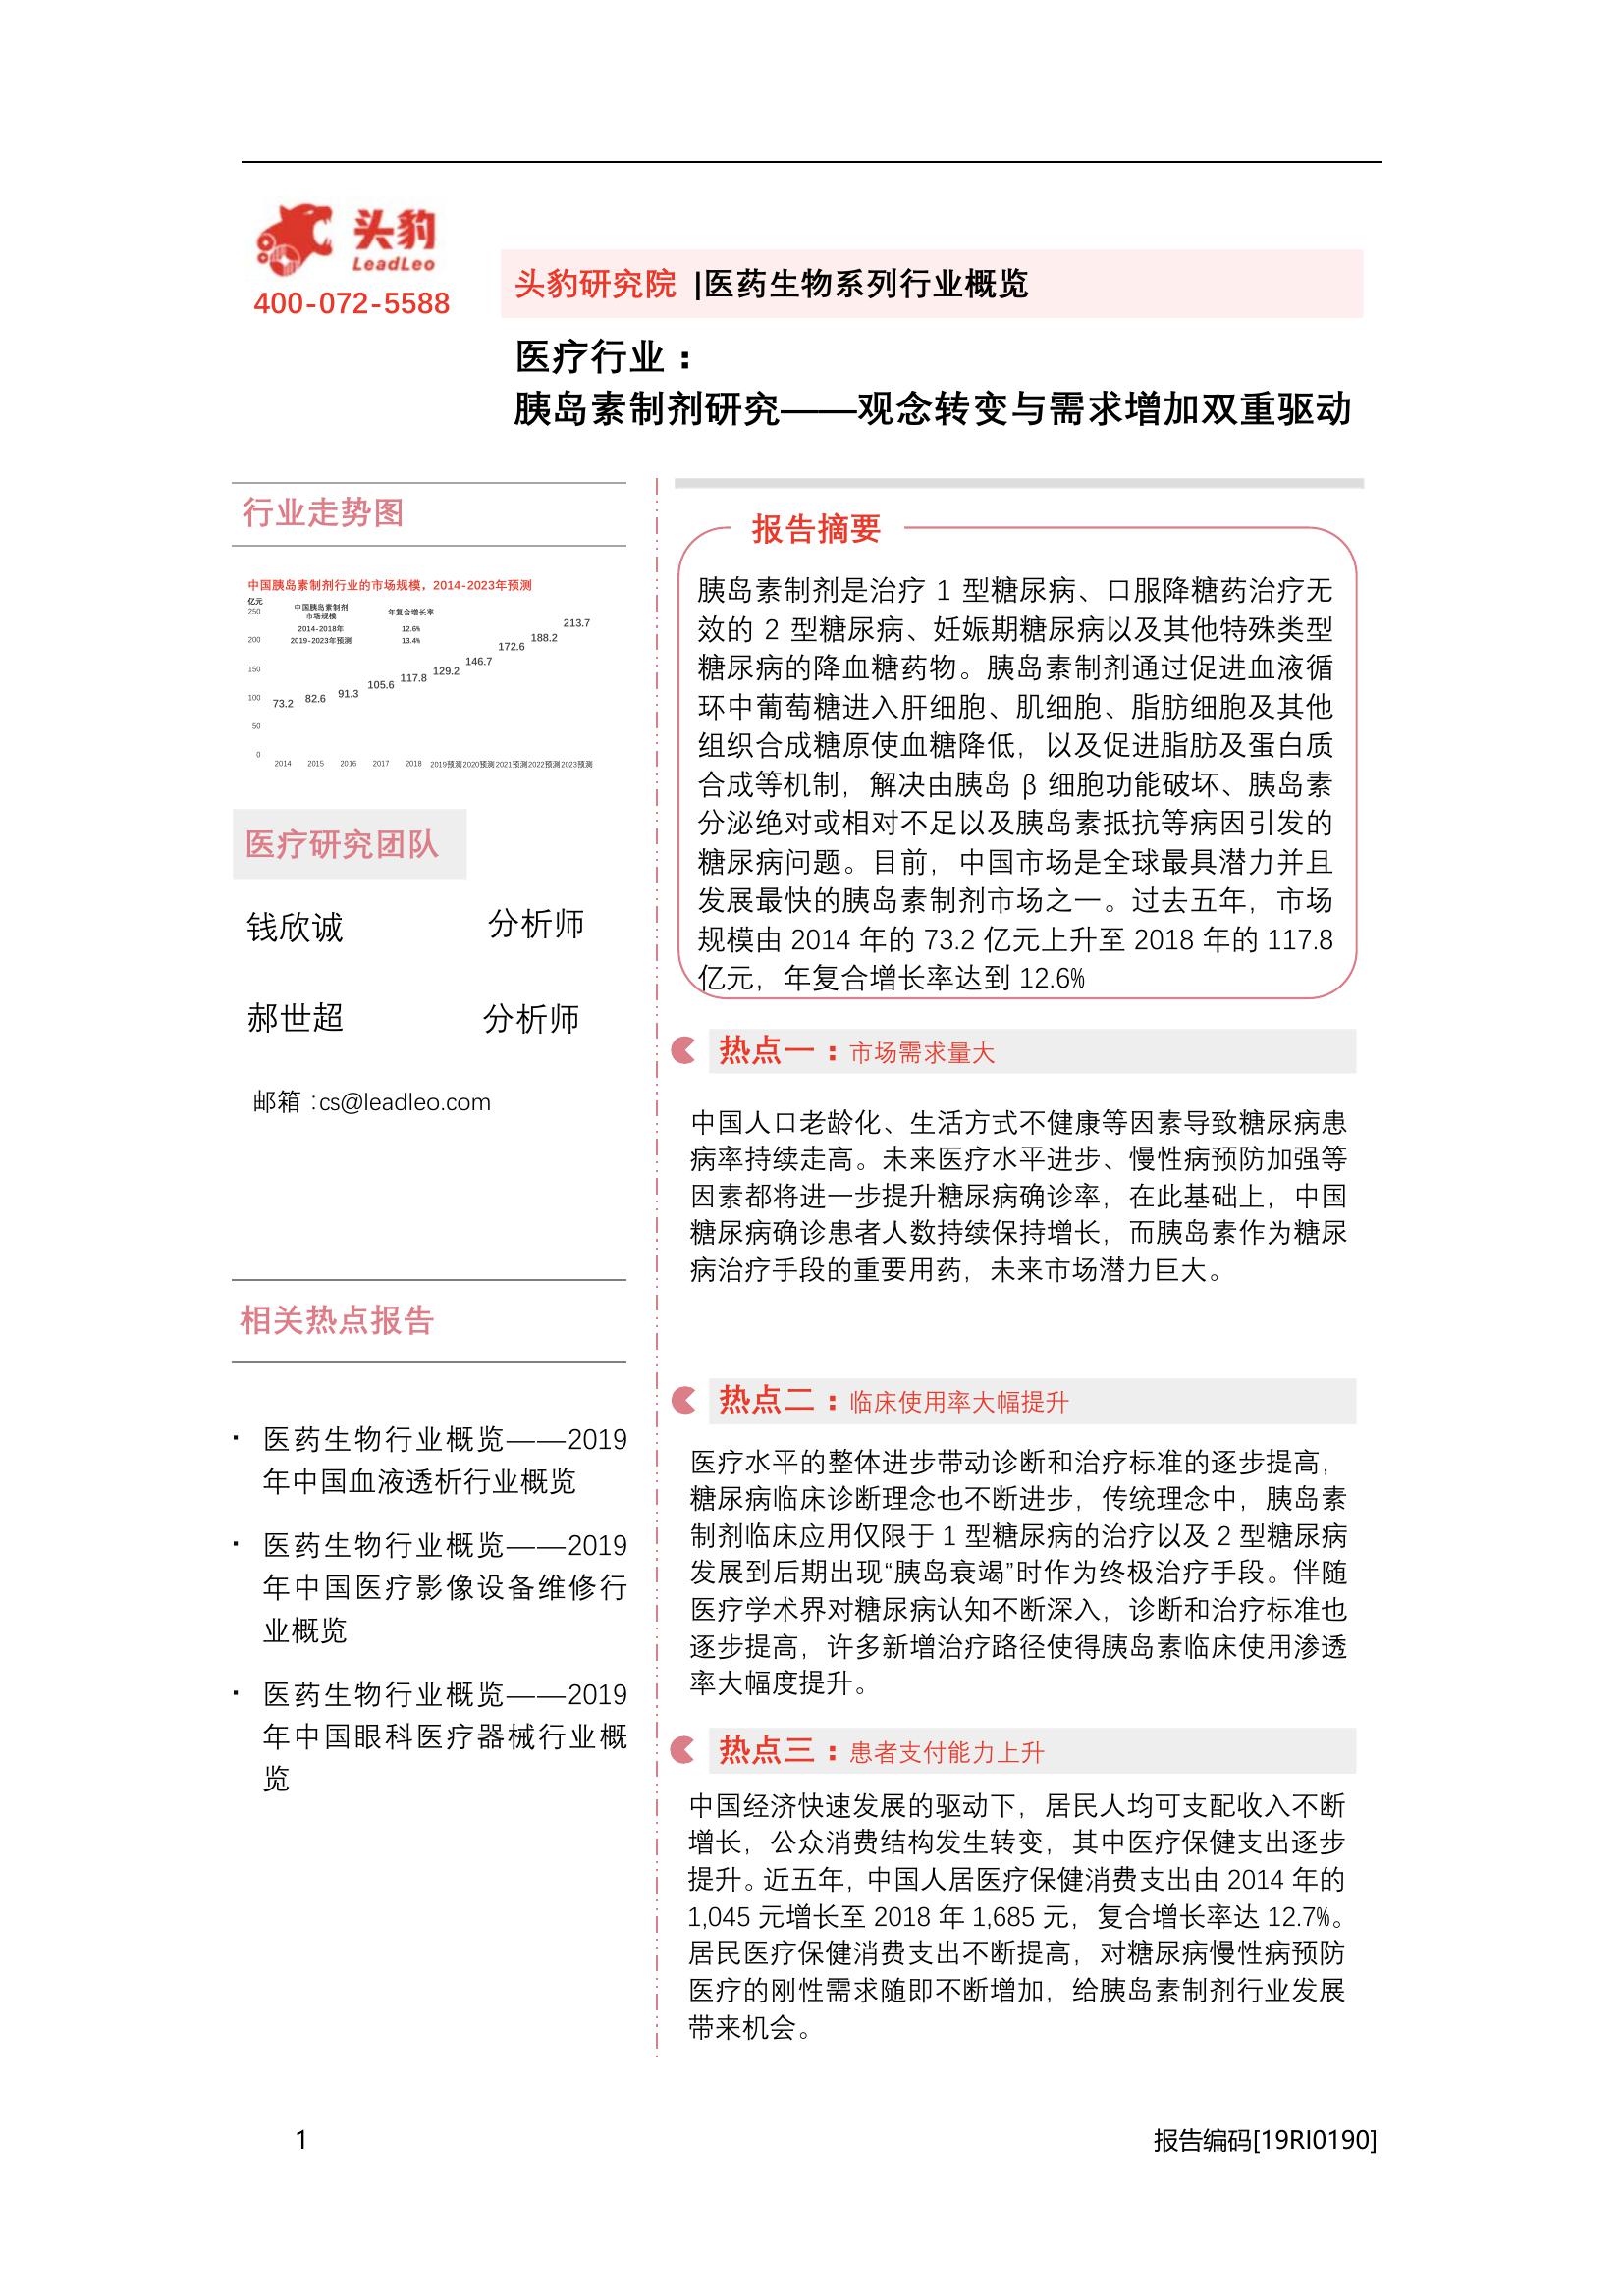 头豹
LeadLeo
400-072-5588
头豹研究院 |医药生物系列行业概览
医疗行业：
胰岛素制剂研究——观念转变与需求增加双重驱动
行业走势图
中国胰岛素制剂行业的市场规模，2014-2023年预测
亿元
中国胰岛素制剂
市场规模
年复合增长率
2014-2018年 12.6%
2019-2023年预测 13.4%
250
200
150
100
50
0
73.2
82.6
91.3
105.6
117.8
129.2
146.7
172.6
188.2
213.7
2014 2015 2016 2017 2018 2019预测 2020预测 2021预测 2022预测 2023预测
医疗研究团队
钱欣诚 分析师
郝世超 分析师
邮箱：cs@leadleo.com
相关热点报告
· 医药生物行业概览——2019
年中国血液透析行业概览
· 医药生物行业概览——2019
年中国医疗影像设备维修行
业概览
· 医药生物行业概览——2019
年中国眼科医疗器械行业概
览
报告摘要
胰岛素制剂是治疗 1 型糖尿病、口服降糖药治疗无
效的 2 型糖尿病、妊娠期糖尿病以及其他特殊类型
糖尿病的降血糖药物。胰岛素制剂通过促进血液循
环中葡萄糖进入肝细胞、肌细胞、脂肪细胞及其他
组织合成糖原使血糖降低，以及促进脂肪及蛋白质
合成等机制，解决由胰岛 β 细胞功能破坏、胰岛素
分泌绝对或相对不足以及胰岛素抵抗等病因引发的
糖尿病问题。目前，中国市场是全球最具潜力并且
发展最快的胰岛素制剂市场之一。过去五年，市场
规模由 2014 年的 73.2 亿元上升至 2018 年的 117.8
亿元，年复合增长率达到 12.6%
热点一：市场需求量大
中国人口老龄化、生活方式不健康等因素导致糖尿病患
病率持续走高。未来医疗水平进步、慢性病预防加强等
因素都将进一步提升糖尿病确诊率，在此基础上，中国
糖尿病确诊患者人数持续保持增长，而胰岛素作为糖尿
病治疗手段的重要用药，未来市场潜力巨大。
热点二：临床使用率大幅提升
医疗水平的整体进步带动诊断和治疗标准的逐步提高，
糖尿病临床诊断理念也不断进步，传统理念中，胰岛素
制剂临床应用仅限于 1 型糖尿病的治疗以及 2 型糖尿病
发展到后期出现“胰岛衰竭”时作为终极治疗手段。伴随
医疗学术界对糖尿病认知不断深入，诊断和治疗标准也
逐步提高，许多新增治疗路径使得胰岛素临床使用渗透
率大幅度提升。
热点三：患者支付能力上升
中国经济快速发展的驱动下，居民人均可支配收入不断
增长，公众消费结构发生转变，其中医疗保健支出逐步
提升。近五年，中国人居医疗保健消费支出由 2014 年的
1,045 元增长至 2018 年 1,685 元，复合增长率达 12.7%。
居民医疗保健消费支出不断提高，对糖尿病慢性病预防
医疗的刚性需求随即不断增加，给胰岛素制剂行业发展
带来机会。
1
报告编码[19RI0190]